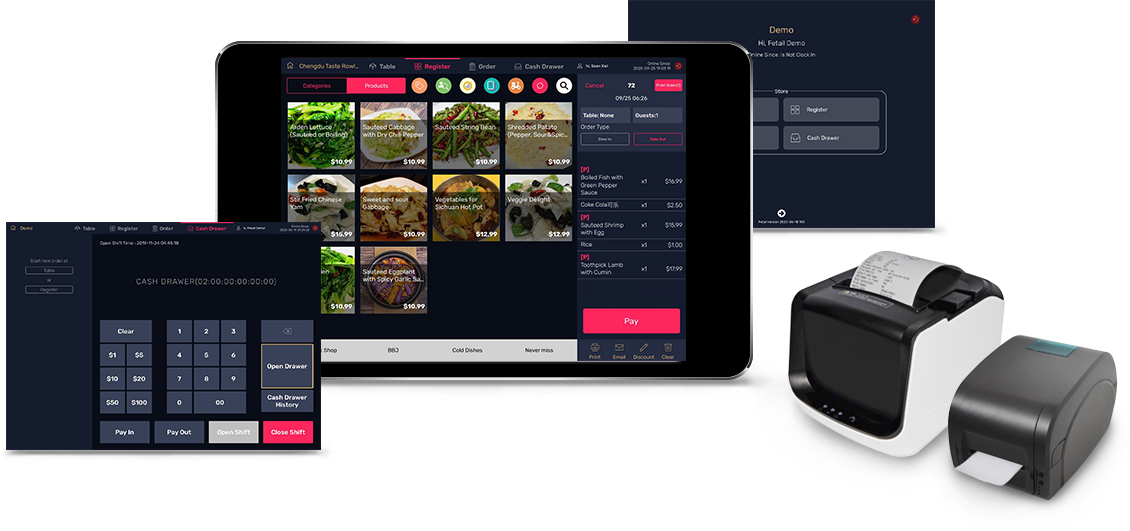 Demo
Hi, Fetail Demo
Online Since: Is Not Clock in
Store
Register
Cash Drawer
Fetail version 2020-06-18 100
Chengdu Taste Rowl...
Table
Register
Order
Cash Drawer
Hi, Sean Xie!
Online Since
2020-09-25 19:53:19
Categories
Products
Cancel
72
Print Order(1)
09/25 06:26
Table: None
Guests:1
Order Type
Dine In
Take Out
Arden Lettuce
(Sauteed or Boiling)
$10.99
Sauteed Cabbage
with Dry Chili Pepper
$10.99
Sauteed String Bean
$10.99
Shredded Potato
(Pepper, Sour&Spic...
$10.99
Stir Fried Chinese
Yam
$15.99
Sweet and sour
Gabbage
$10.99
Vegetables for
Sichuan Hot Pot
$12.99
Veggie Delight
$12.99
$10.99
Sauteed Eggplant
with Spicy Garlic Sa...
$10.99
[P]
Boiled Fish with
Green Pepper
Sauce
x1
$16.99
Coke Cola可乐
x1
$2.50
[P]
Sauteed Shrimp
with Egg
x1
$15.99
Rice
x1
$1.00
[P]
Toothpick Lamb
with Cumin
x1
$17.99
Pay
Print
Email
Discount
Clear
Shop
BBJ
Cold Dishes
Never miss
Demo
Table
Register
Order
Cash Drawer
Hi, Fetail Demo!
Online Since
Open Shift Time : 2019-11-24 04:45:18
Start new order at
Table
or
Register
CASH DRAWER(02:00:00:00:00:00)
Clear
1
2
3
$1
$5
4
5
6
Open Drawer
$10
$20
7
8
9
$50
$100
0
00
Cash Drawer
History
Pay In
Pay Out
Open Shift
Close Shift